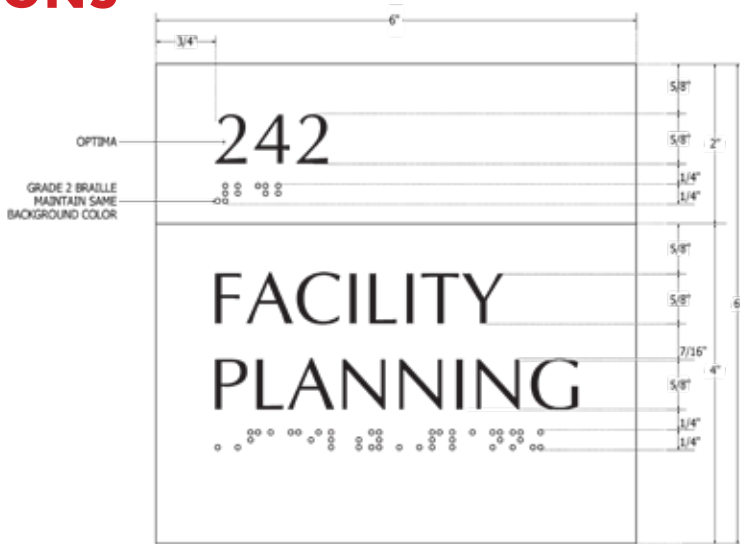 6"
3/4"
5/8"
242
OPTIMA
5/8"
2"
GRADE 2 BRAILLE
MAINTAIN SAME
BACKGROUND COLOR
1/4"
1/4"
5/8"
FACILITY
5/8"
6
7/16"
PLANNING
5/8"
4"
1/4"
1/4"